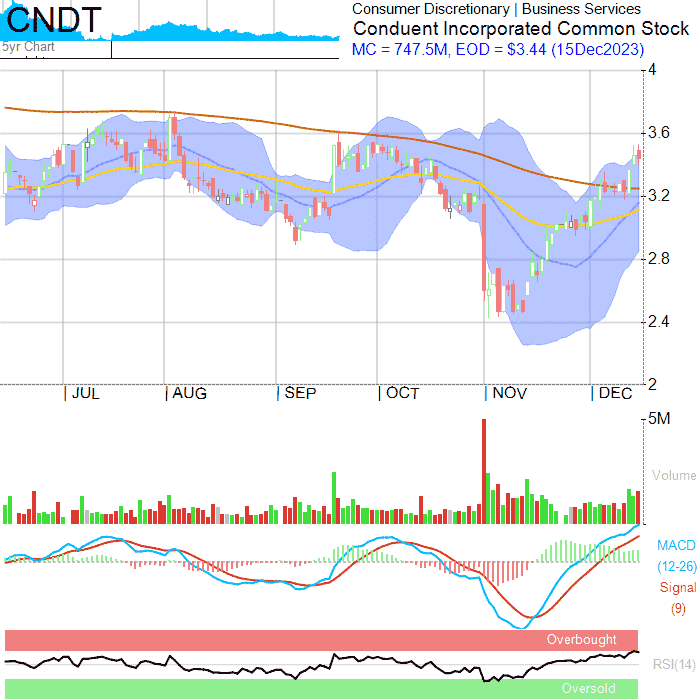 CNDT
5yr Chart
Consumer Discretionary | Business Services
Conduent Incorporated Common Stock
MC = 747.5M, EOD = $3.44 (15Dec2023)
4
3.6
3.2
2.8
2.4
2
| JUL | AUG | SEP | OCT | NOV | DEC
5M
Volume
MACD
(12-26)
Signal
(9)
Overbought
RSI(14)
Oversold